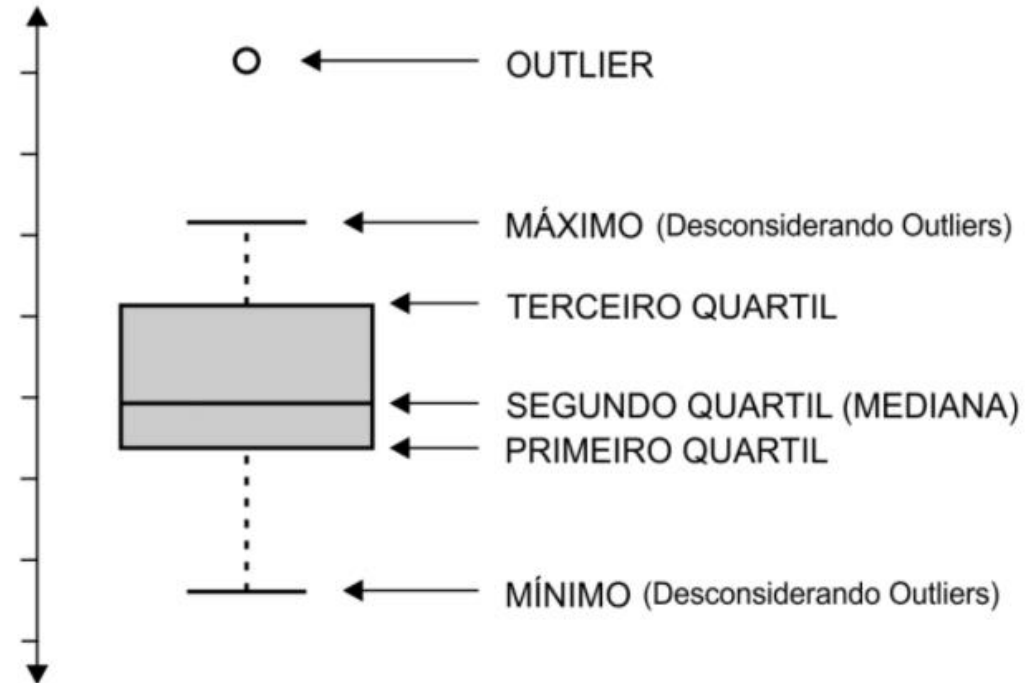 OUTLIER
MÁXIMO (Desconsiderando Outliers)
TERCEIRO QUARTIL
SEGUNDO QUARTIL (MEDIANA)
PRIMEIRO QUARTIL
MÍNIMO (Desconsiderando Outliers)